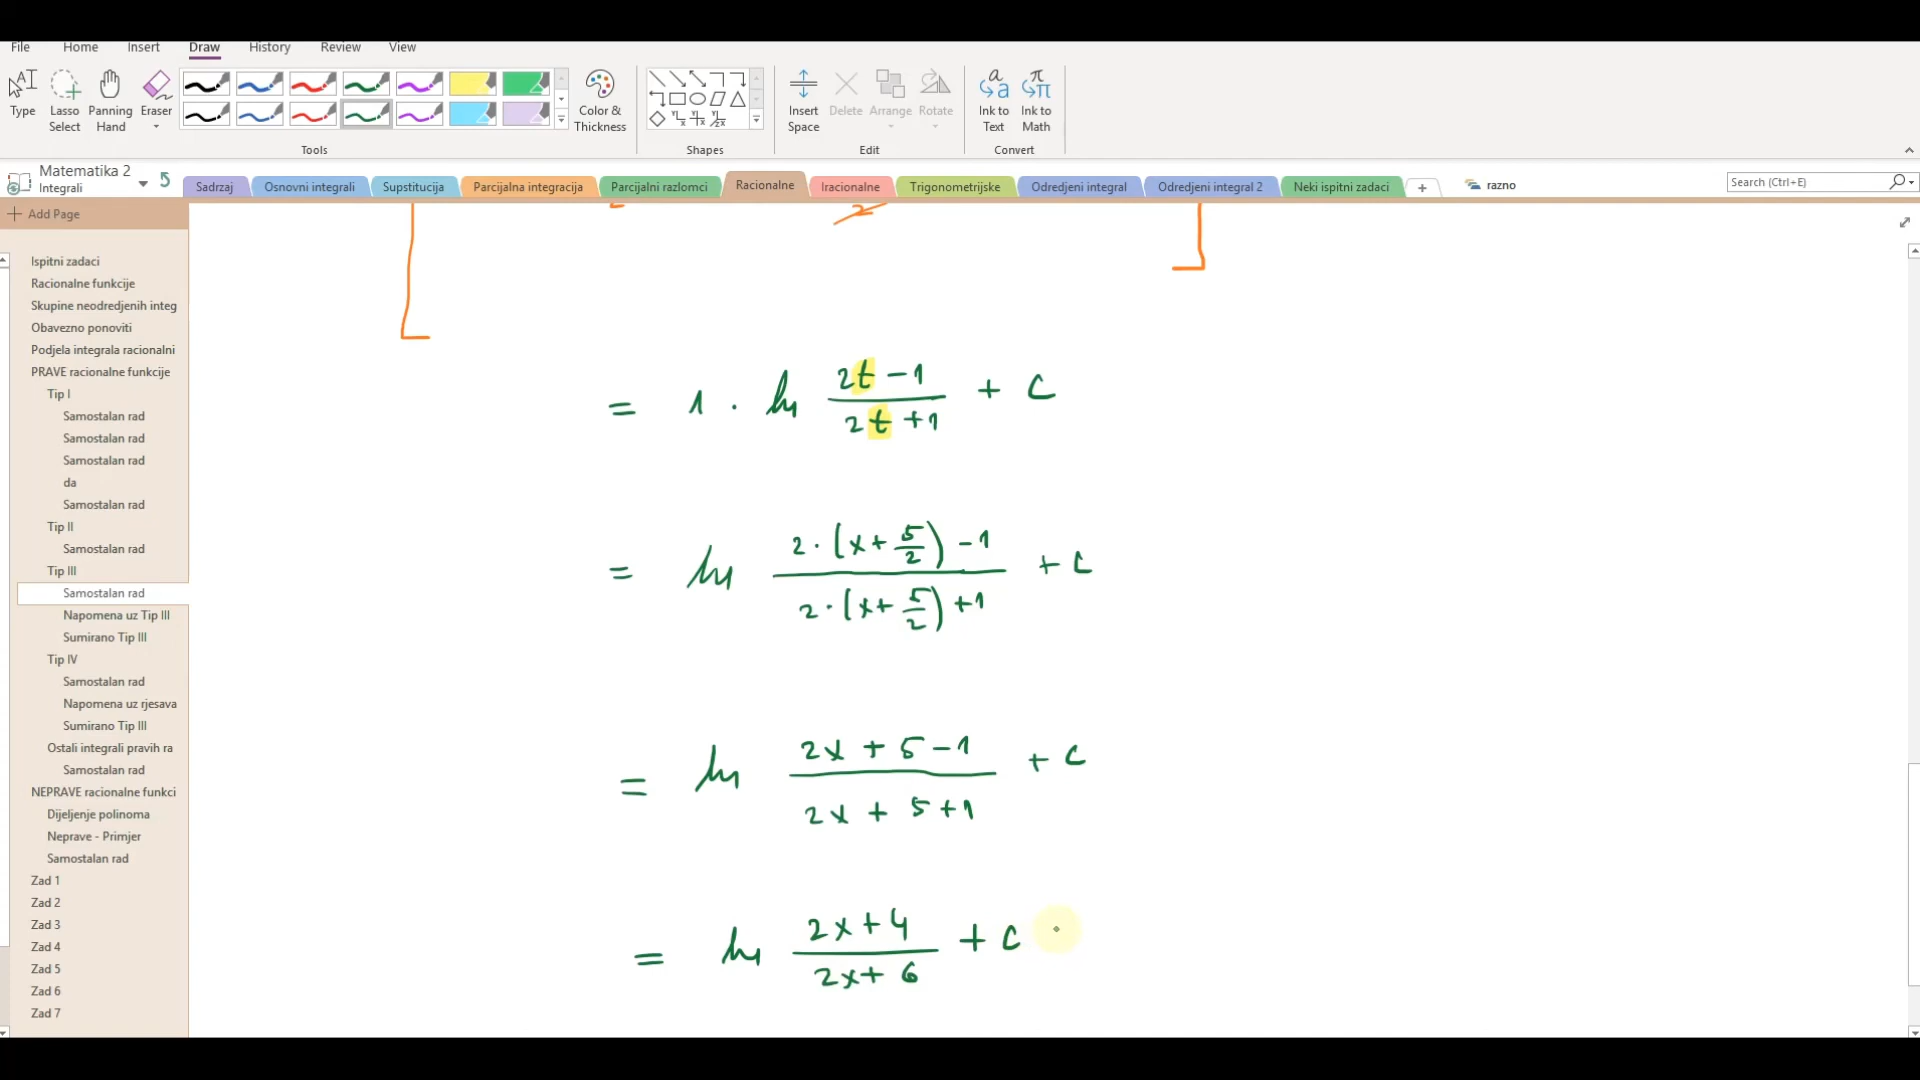 File Home Insert Draw History Review View
Type Lasso Select Panning Hand Eraser Color & Thickness Insert Space Delete Arrange Rotate Ink to Text Ink to Math
Tools Shapes Edit Convert
Matematika 2
Integrali
Sadrzaj Osnovni integrali Supstitucija Parcijalna integracija Parcijalni razlomci Racionalne Iracionalne Trigonometrijske Odredjeni integral Odredjeni integral 2 Neki ispitni zadaci + razno Search (Ctrl+E)
Add Page
Ispitni zadaci
Racionalne funkcije
Skupine neodredjenih integ
Obavezno ponoviti
Podjela integrala racionalni
PRAVE racionalne funkcije
Tip I
Samostalan rad
Samostalan rad
Samostalan rad
da
Samostalan rad
Tip II
Samostalan rad
Tip III
Samostalan rad
Napomena uz Tip III
Sumirano Tip III
Tip IV
Samostalan rad
Napomena uz rjesava
Sumirano Tip III
Ostali integrali pravih ra
Samostalan rad
NEPRAVE racionalne funkci
Dijeljenje polinoma
Neprave - Primjer
Samostalan rad
Zad 1
Zad 2
Zad 3
Zad 4
Zad 5
Zad 6
Zad 7
= 1 · ln (2t - 1)/(2t + 1) + C
= ln (2 · (x + 5/2) - 1)/(2 · (x + 5/2) + 1) + C
= ln (2x + 5 - 1)/(2x + 5 + 1) + C
= ln (2x + 4)/(2x + 6) + C